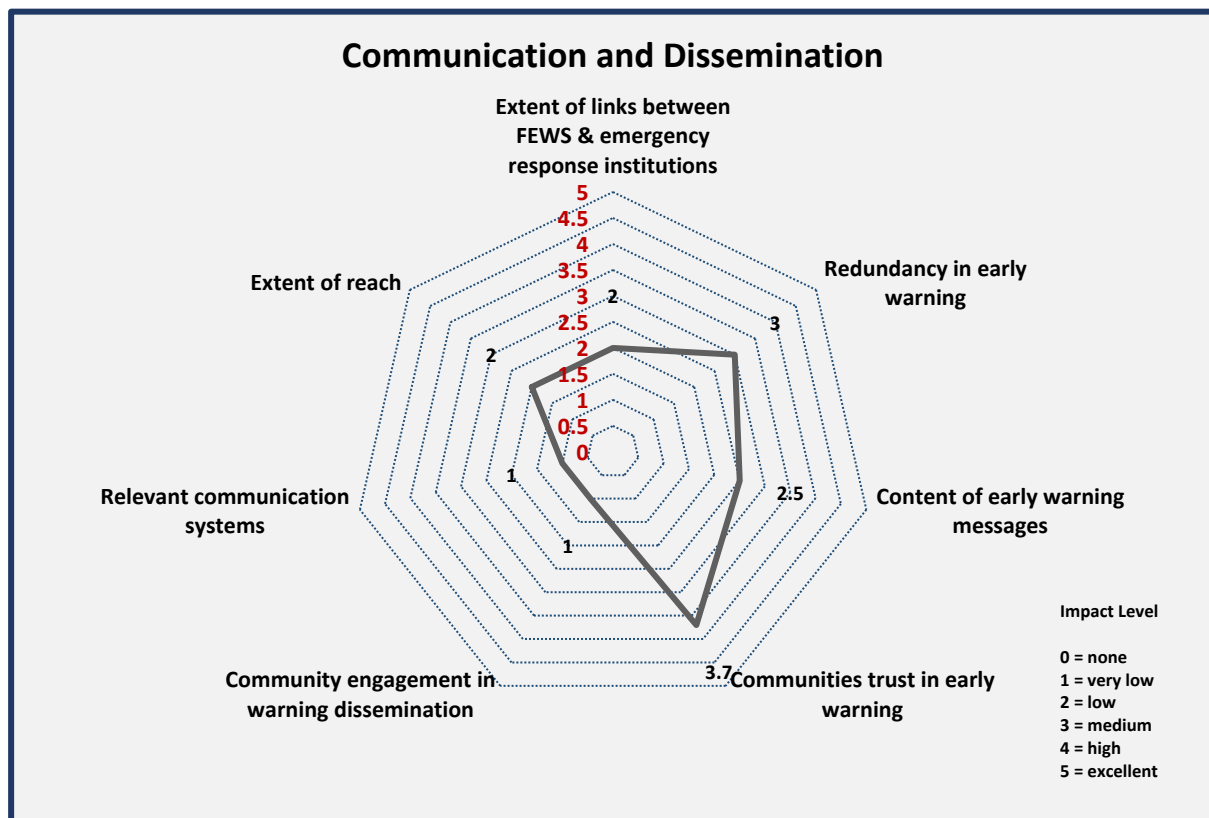 Communication and Dissemination
Extent of links between
FEWS & emergency
response institutions
5
4.5
4
3.5
3
2.5
2
1.5
1
0.5
0
2
Redundancy in early
warning
3
Content of early warning
messages
2.5
Communities trust in early
warning
3.7
Community engagement in
warning dissemination
1
Relevant communication
systems
1
Extent of reach
2
Impact Level
0 = none
1 = very low
2 = low
3 = medium
4 = high
5 = excellent